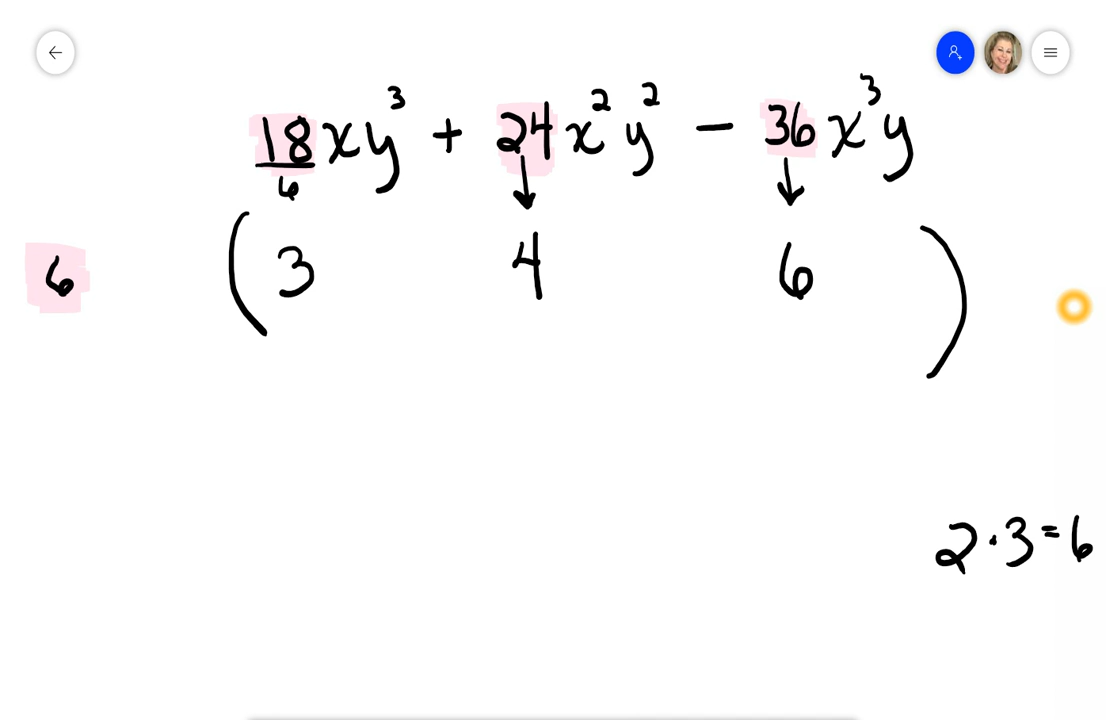 18xy³ + 24x²y² − 36x³y
6
6 ( 3 4 6 )
2 · 3 = 6